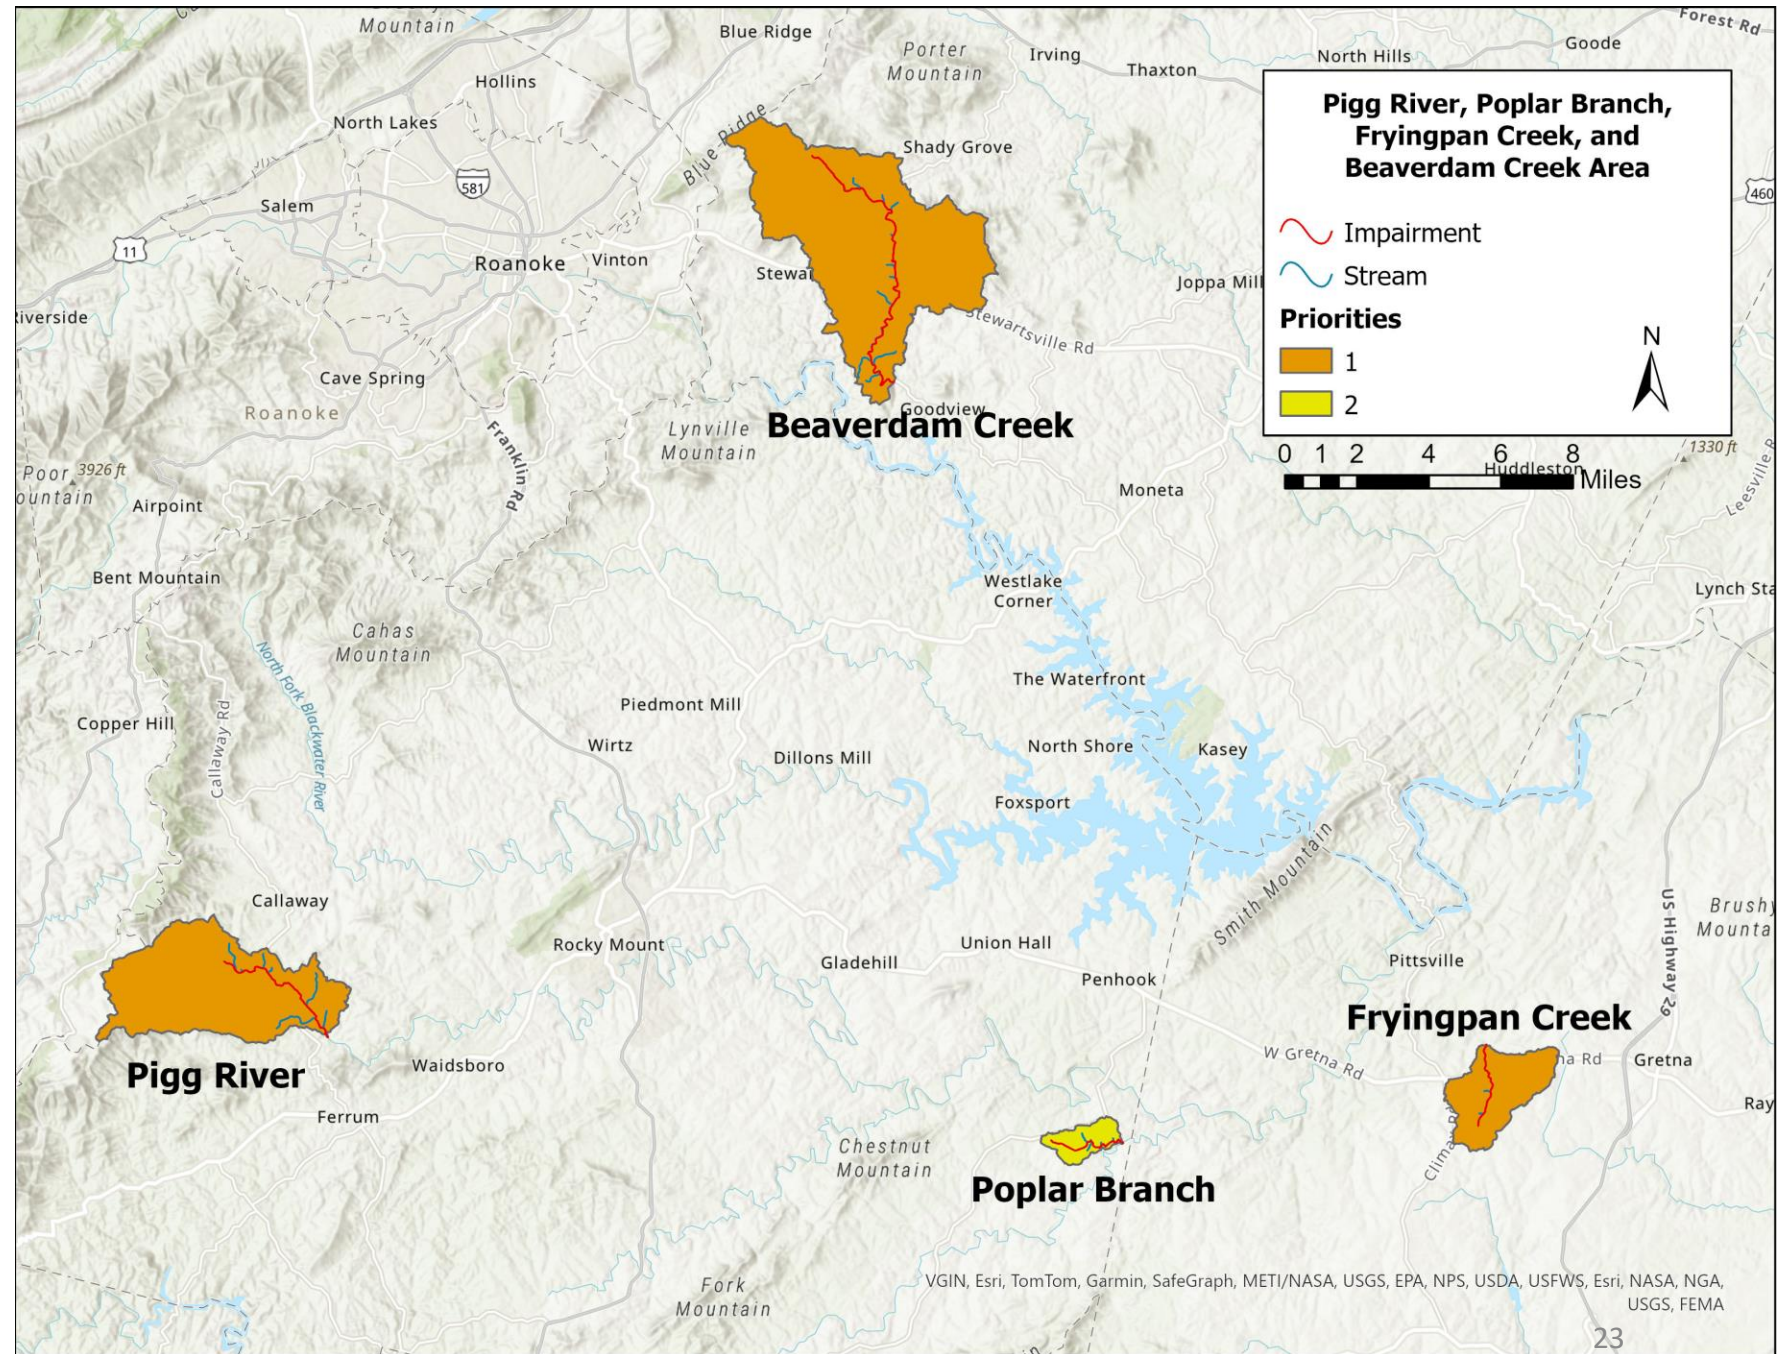 Mountain
Blue Ridge
Porter
Mountain
Irving
Thaxton
North Hills
Goode
Forest Rd
Hollins
North Lakes
581
Salem
11
Roanoke
Vinton
Blue Ridge
Shady Grove
Stewar
Joppa Mill
460
Pigg River, Poplar Branch,
Fryingpan Creek, and
Beaverdam Creek Area
Impairment
Stream
Priorities
1
2
N
0 1 2 4 6 8
Miles
Huddleston
1330 ft
Leesville R
iverside
Cave Spring
Roanoke
Stewartsville Rd
Goodview
Beaverdam Creek
Lynville
Mountain
Franklin Rd
Poor 3926 ft
ountain
Airpoint
Moneta
Bent Mountain
Westlake
Corner
Lynch Sta
Cahas
Mountain
North Fork Blackwater River
The Waterfront
Copper Hill
Callaway Rd
Piedmont Mill
Wirtz
Dillons Mill
North Shore
Kasey
Foxsport
Smith Mountain
Callaway
US Highway 29
Brushy
Mounta
Rocky Mount
Gladehill
Union Hall
Penhook
Pittsville
Fryingpan Creek
Pigg River
Waidsboro
W Gretna Rd
na Rd
Gretna
Ferrum
Ray
Chestnut
Mountain
Clima
Poplar Branch
Fork
Mountain
VGIN, Esri, TomTom, Garmin, SafeGraph, METI/NASA, USGS, EPA, NPS, USDA, USFWS, Esri, NASA, NGA,
USGS, FEMA
23